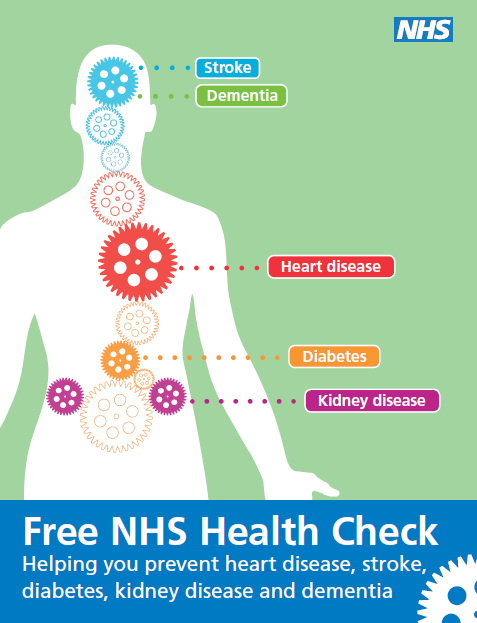 NHS
Stroke
Dementia
Heart disease
Diabetes
Kidney disease
Free NHS Health Check
Helping you prevent heart disease, stroke,
diabetes, kidney disease and dementia